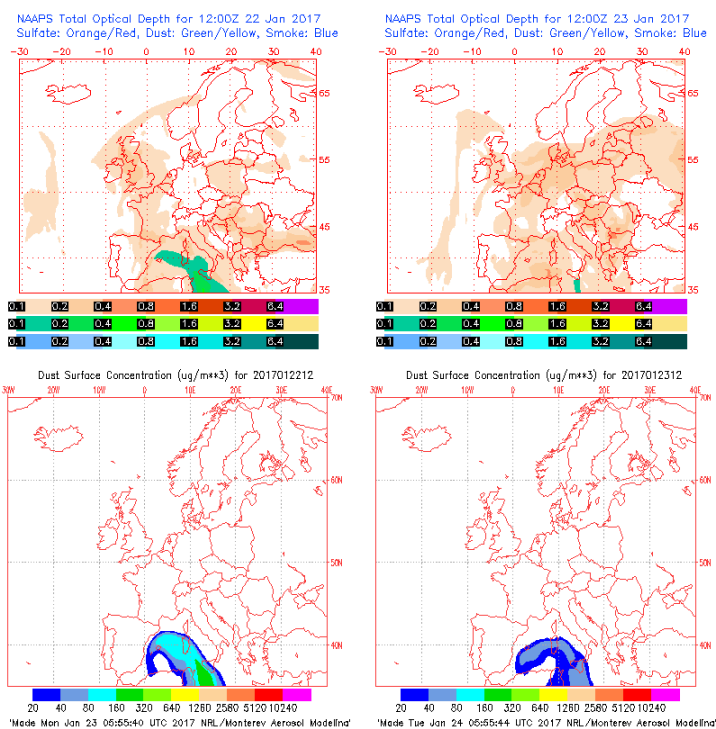 NAAPS Total Optical Depth for 12:00Z 22 Jan 2017
Sulfate: Orange/Red, Dust: Green/Yellow, Smoke: Blue
-30 -20 -10 0 10 20 30 40
65
55
45
35
0.1 0.2 0.4 0.8 1.6 3.2 6.4
0.1 0.2 0.4 0.8 1.6 3.2 6.4
0.1 0.2 0.4 0.8 1.6 3.2 6.4
NAAPS Total Optical Depth for 12:00Z 23 Jan 2017
Sulfate: Orange/Red, Dust: Green/Yellow, Smoke: Blue
-30 -20 -10 0 10 20 30 40
65
55
45
35
0.1 0.2 0.4 0.8 1.6 3.2 6.4
0.1 0.2 0.4 0.8 1.6 3.2 6.4
0.1 0.2 0.4 0.8 1.6 3.2 6.4
Dust Surface Concentration (ug/m**3) for 2017012212
30W 20W 10W 0 10E 20E 30E 40E
70N
60N
50N
40N
20 40 80 160 320 640 1280 2560 5120 10240
'Made Mon Jan 23 05:55:40 UTC 2017 NRL/Monterey Aerosol Modeling'
Dust Surface Concentration (ug/m**3) for 2017012312
30W 20W 10W 0 10E 20E 30E 40E
70N
60N
50N
40N
20 40 80 160 320 640 1280 2560 5120 10240
'Made Tue Jan 24 05:55:44 UTC 2017 NRL/Monterey Aerosol Modeling'